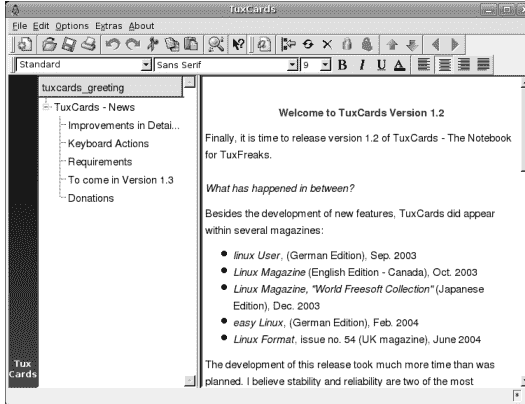 TuxCards
File Edit Options Extras About
Standard Sans Serif 9 B I U A
tuxcards_greeting
TuxCards - News
Improvements in Detai...
Keyboard Actions
Requirements
To come in Version 1.3
Donations
Tux
Cards
Welcome to TuxCards Version 1.2
Finally, it is time to release version 1.2 of TuxCards - The Notebook
for TuxFreaks.
What has happened in between?
Besides the development of new features, TuxCards did appear
within several magazines:
linux User, (German Edition), Sep. 2003
Linux Magazine (English Edition - Canada), Oct. 2003
Linux Magazine, "World Freesoft Collection" (Japanese
Edition), Dec. 2003
easy Linux, (German Edition), Feb. 2004
Linux Format, issue no. 54 (UK magazine), June 2004
The development of this release took much more time than was
planned. I believe stability and reliability are two of the most